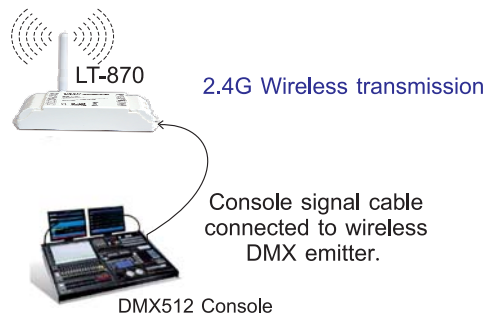 LT-870
2.4G Wireless transmission
Console signal cable
connected to wireless
DMX emitter.
DMX512 Console